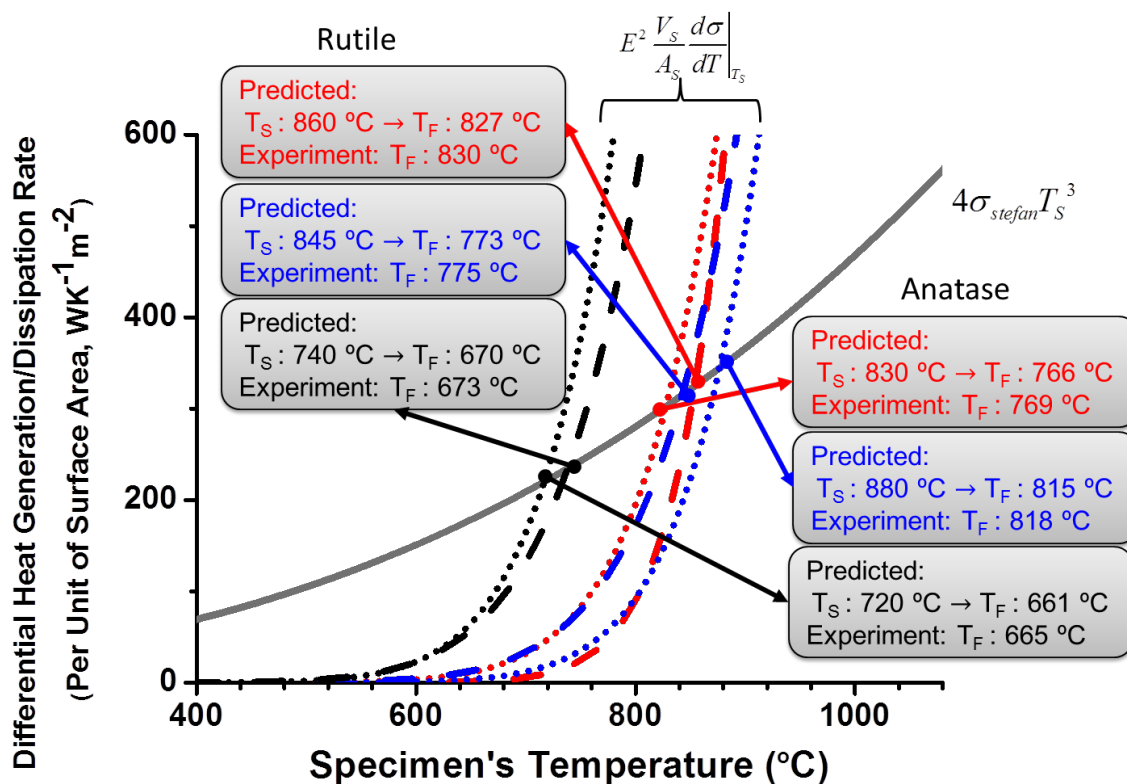 Rutile
E² V_S/A_S dσ/dT|_{T_S}
Predicted:
T_S : 860 ºC → T_F : 827 ºC
Experiment: T_F : 830 ºC
Predicted:
T_S : 845 ºC → T_F : 773 ºC
Experiment: T_F : 775 ºC
Predicted:
T_S : 740 ºC → T_F : 670 ºC
Experiment: T_F : 673 ºC
4σ_{stefan}T_S³
Anatase
Predicted:
T_S : 830 ºC → T_F : 766 ºC
Experiment: T_F : 769 ºC
Predicted:
T_S : 880 ºC → T_F : 815 ºC
Experiment: T_F : 818 ºC
Predicted:
T_S : 720 ºC → T_F : 661 ºC
Experiment: T_F : 665 ºC
Differential Heat Generation/Disssipation Rate
(Per Unit of Surface Area, WK⁻¹m⁻²)
600
400
200
0
400 600 800 1000
Specimen's Temperature (ºC)